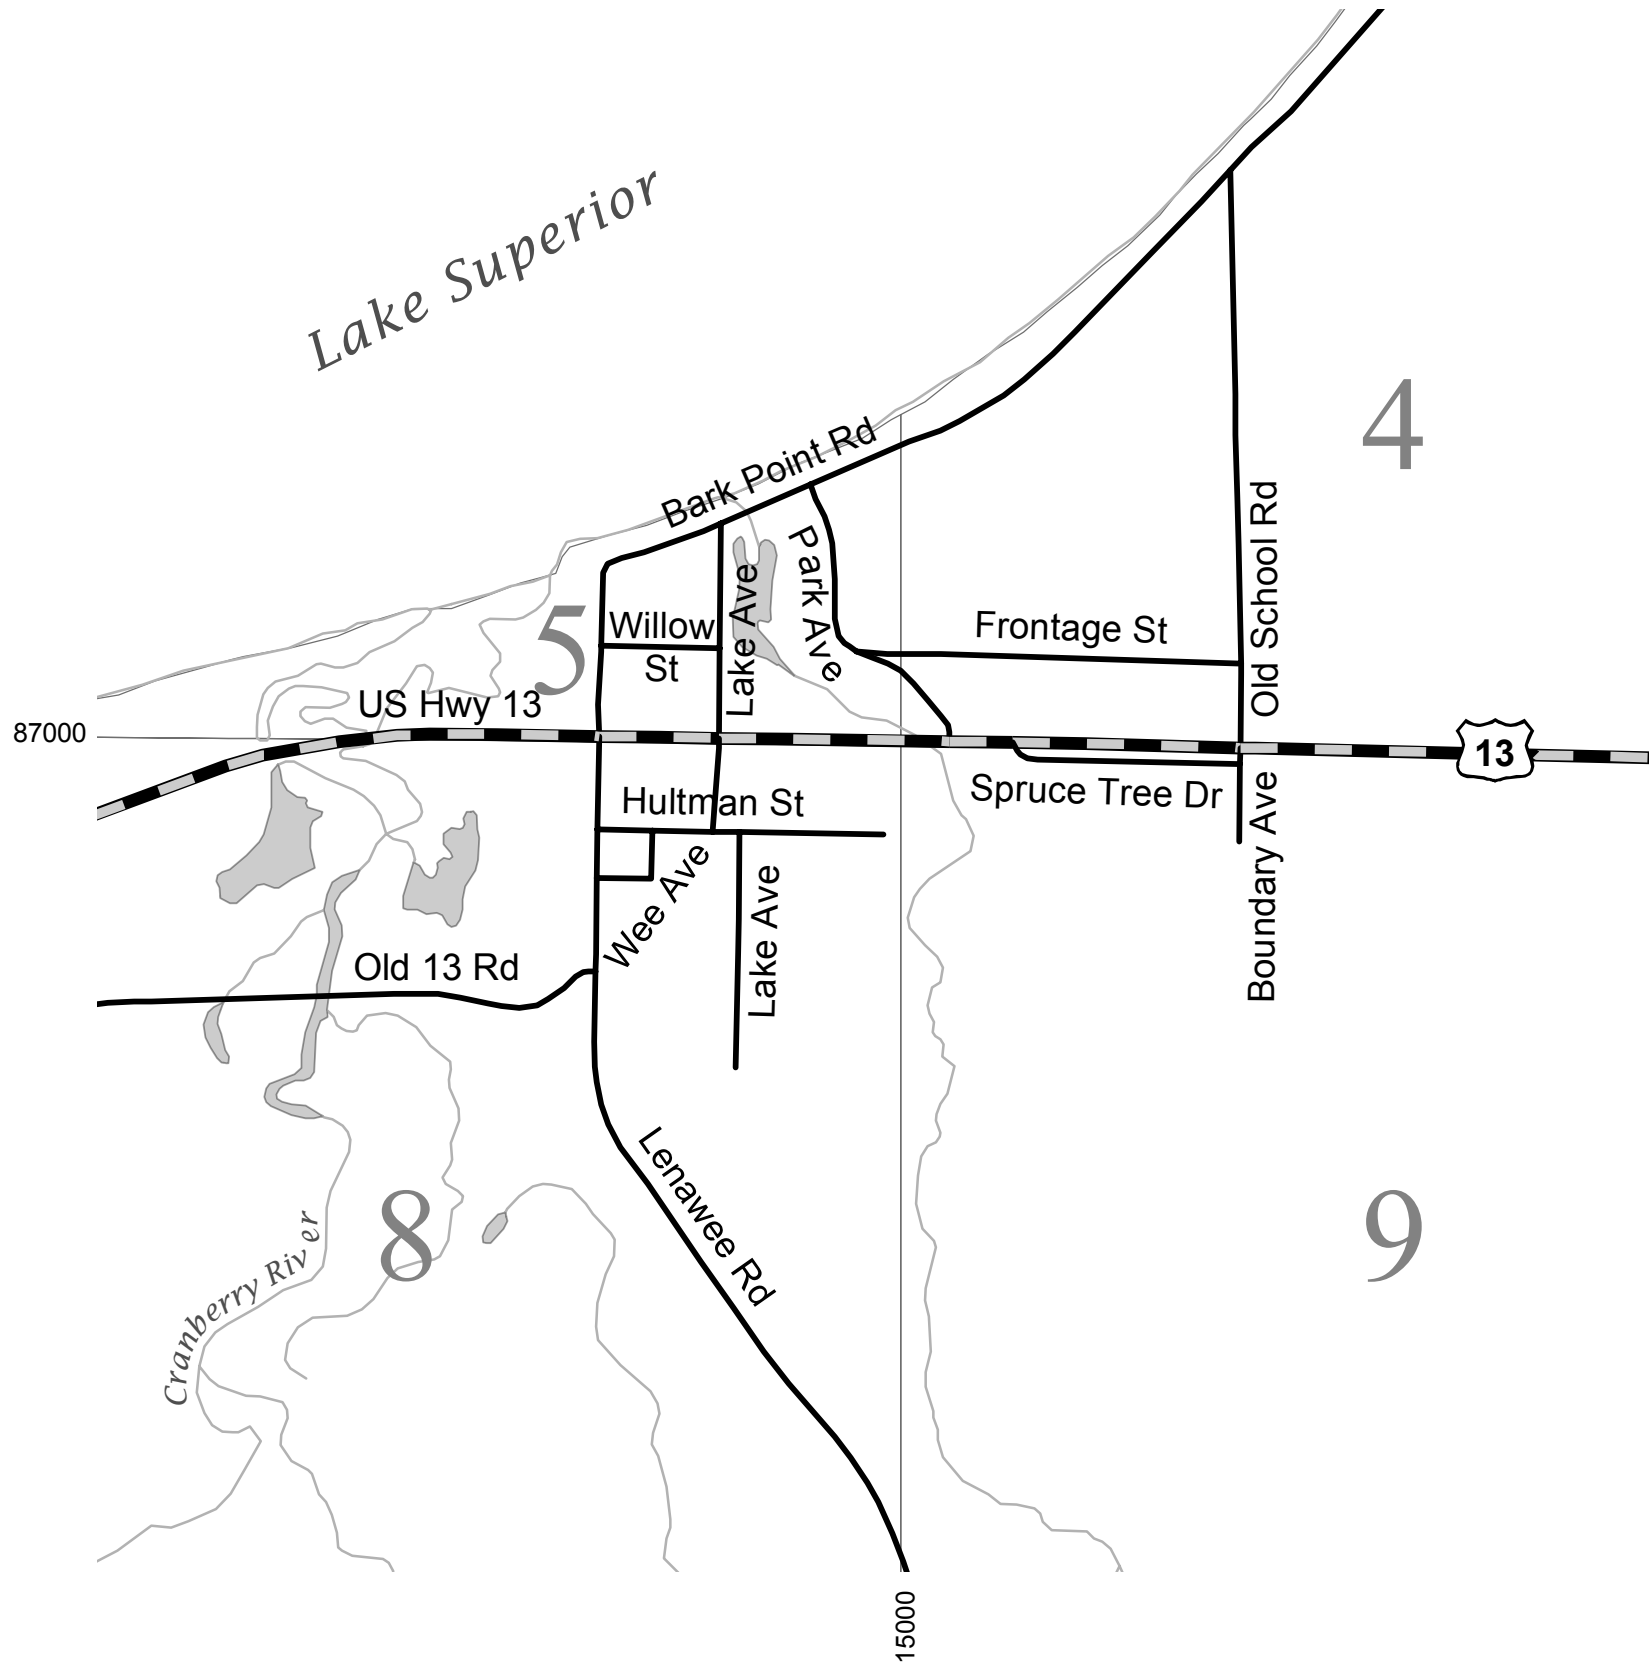 Lake Superior
4
Bark Point Rd
Old School Rd
Park Ave
Lake Ave
5
Willow
St
Frontage St
US Hwy 13
87000
13
Spruce Tree Dr
Hultman St
Boundary Ave
Wee Ave
Lake Ave
Old 13 Rd
Lenawee Rd
8
9
Cranberry River
15000